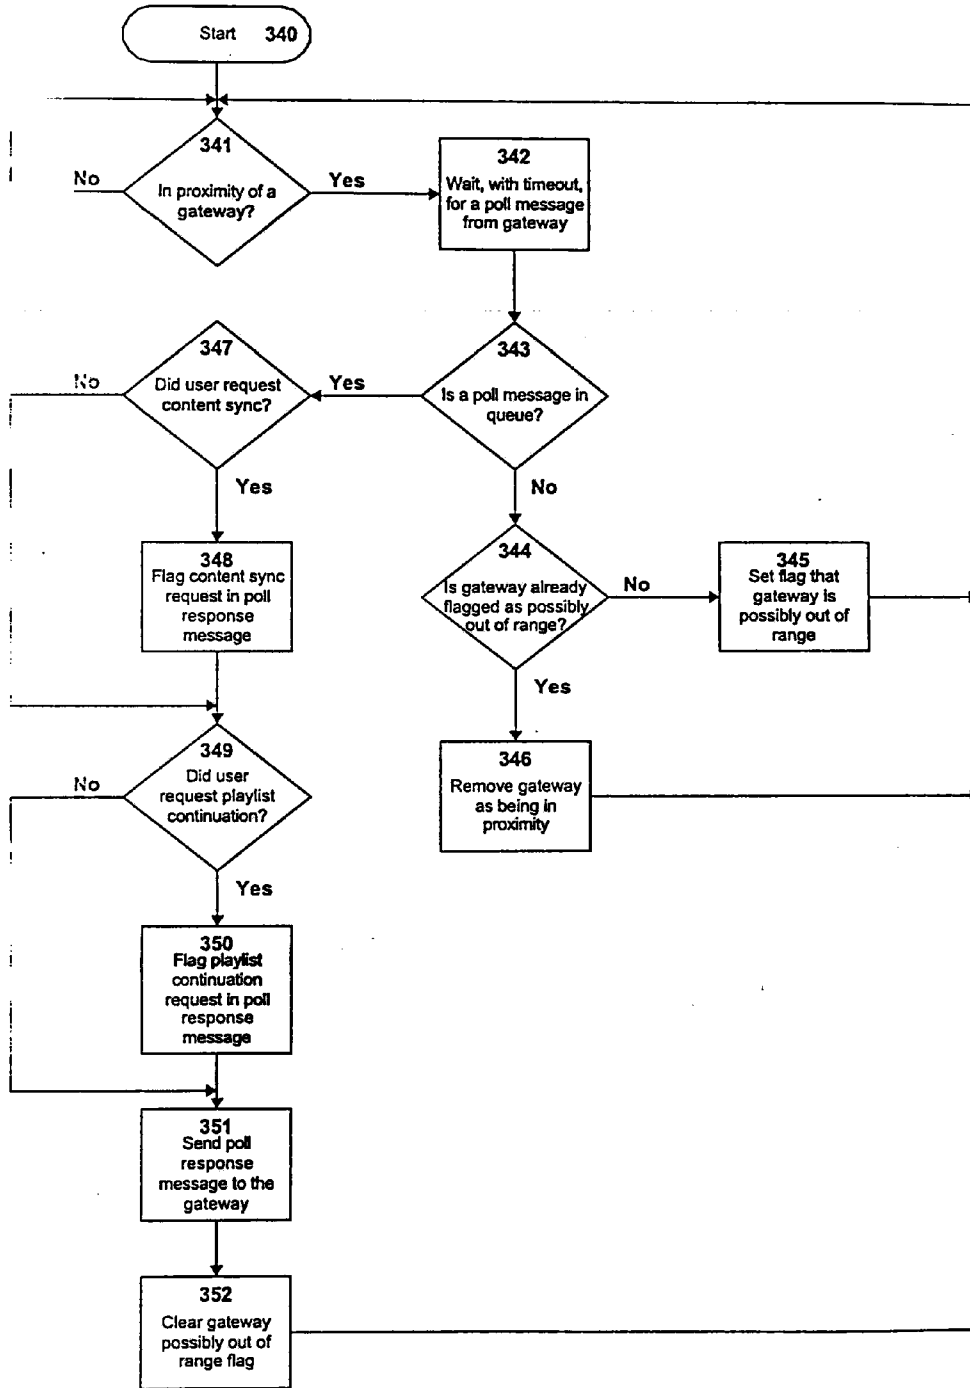 Start 340
341
In proximity of a
gateway?
No
Yes
342
Wait, with timeout,
for a poll message
from gateway
347
Did user request
content sync?
No
Yes
343
Is a poll message in
queue?
Yes
No
348
Flag content sync
request in poll
response
message
344
Is gateway already
flagged as possibly
out of range?
No
345
Set flag that
gateway is
possibly out of
range
Yes
349
Did user
request playlist
continuation?
No
346
Remove gateway
as being in
proximity
Yes
350
Flag playlist
continuation
request in poll
response
message
351
Send poll
response
message to the
gateway
352
Clear gateway
possibly out of
range flag